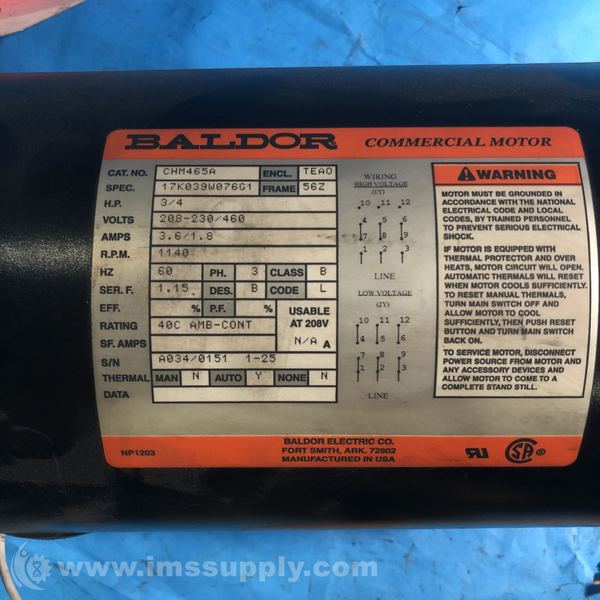 BALDOR COMMERCIAL MOTOR
CAT. NO. CHM465A ENCL. TEAO
SPEC. 17K039W076G1 FRAME 56Z
H.P. 3/4
VOLTS 208-230/460
AMPS 3.6/1.8
R.P.M. 1140
HZ 60 PH. 3 CLASS B
SER. F. 1.15 DES. B CODE L
EFF. % P.F. % USABLE AT 208V
RATING 40C AMB-CONT
SF. AMPS N/A A
S/N A034/0151 1-25
THERMAL MAN N AUTO Y NONE N
DATA
WIRING
HIGH VOLTAGE
(1Y)
10 11 12
4 5 6
7 8 9
1 2 3
LINE
LOW VOLTAGE
(2Y)
10 11 12
4 5 6
7 8 9
1 2 3
LINE
WARNING
MOTOR MUST BE GROUNDED IN
ACCORDANCE WITH THE NATIONAL
ELECTRICAL CODE AND LOCAL
CODES, BY TRAINED PERSONNEL
TO PREVENT SERIOUS ELECTRICAL
SHOCK.
IF MOTOR IS EQUIPPED WITH
THERMAL PROTECTOR AND OVER
HEATS, MOTOR CIRCUIT WILL OPEN.
AUTOMATIC THERMALS WILL RESET
WHEN MOTOR COOLS SUFFICIENTLY.
TO RESET MANUAL THERMALS,
TURN MAIN SWITCH OFF AND
ALLOW MOTOR TO COOL
SUFFICIENTLY, THEN PUSH RESET
BUTTON AND TURN MAIN SWITCH
BACK ON.
TO SERVICE MOTOR, DISCONNECT
POWER SOURCE FROM MOTOR AND
ANY ACCESSORY DEVICES AND
ALLOW MOTOR TO COME TO A
COMPLETE STAND STILL.
NP1203
BALDOR ELECTRIC CO.
FORT SMITH, ARK. 72902
MANUFACTURED IN USA
SA
www.imssupply.com